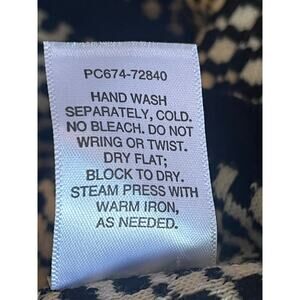 PC674-72840
HAND WASH
SEPARATELY, COLD.
NO BLEACH. DO NOT
WRING OR TWIST.
DRY FLAT;
BLOCK TO DRY.
STEAM PRESS WITH
WARM IRON,
AS NEEDED.